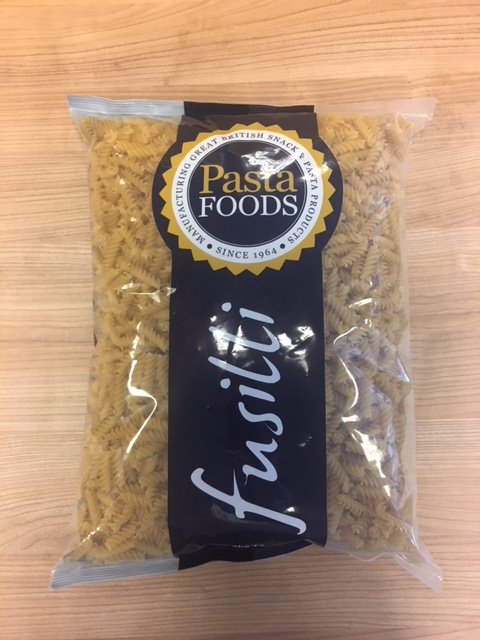 MANUFACTURING GREAT BRITISH SNACK & PASTA PRODUCTS
Pasta
FOODS
• SINCE 1964 •
fusilli